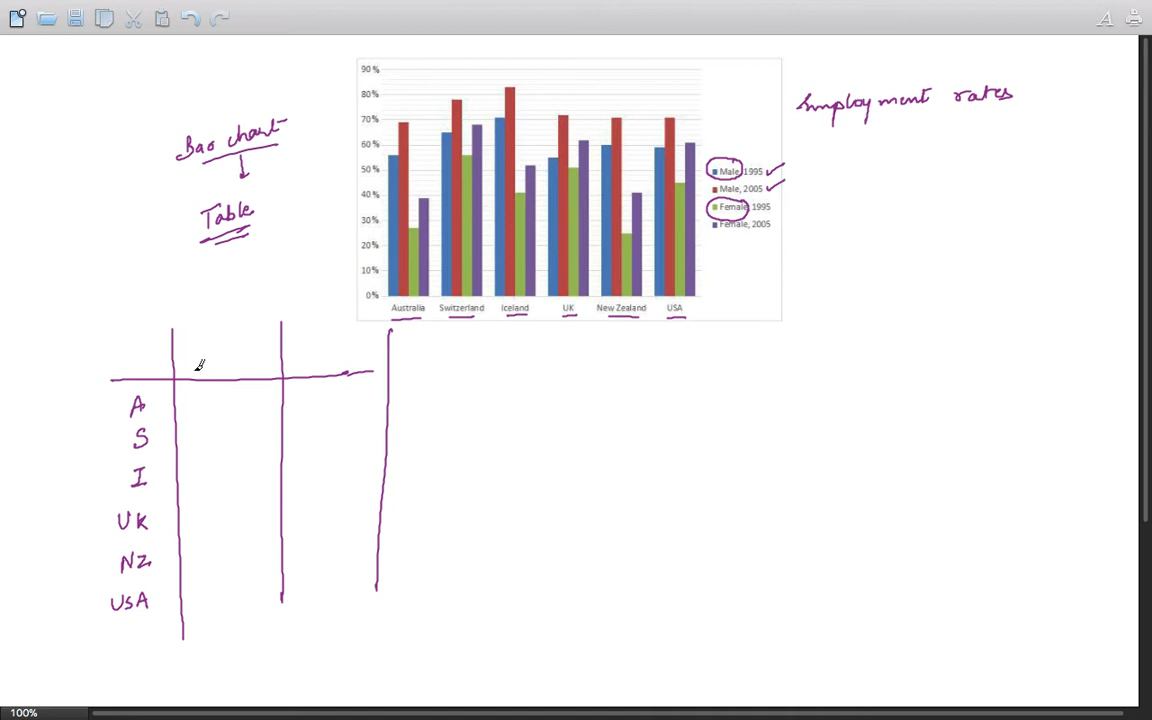 Employment rates
Bar chart
Table
90%
80%
70%
60%
50%
40%
30%
20%
10%
0%
Australia Switzerland Iceland UK New Zealand USA
Male, 1995
Male, 2005
Female, 1995
Female, 2005
A
S
I
UK
NZ
USA
100%